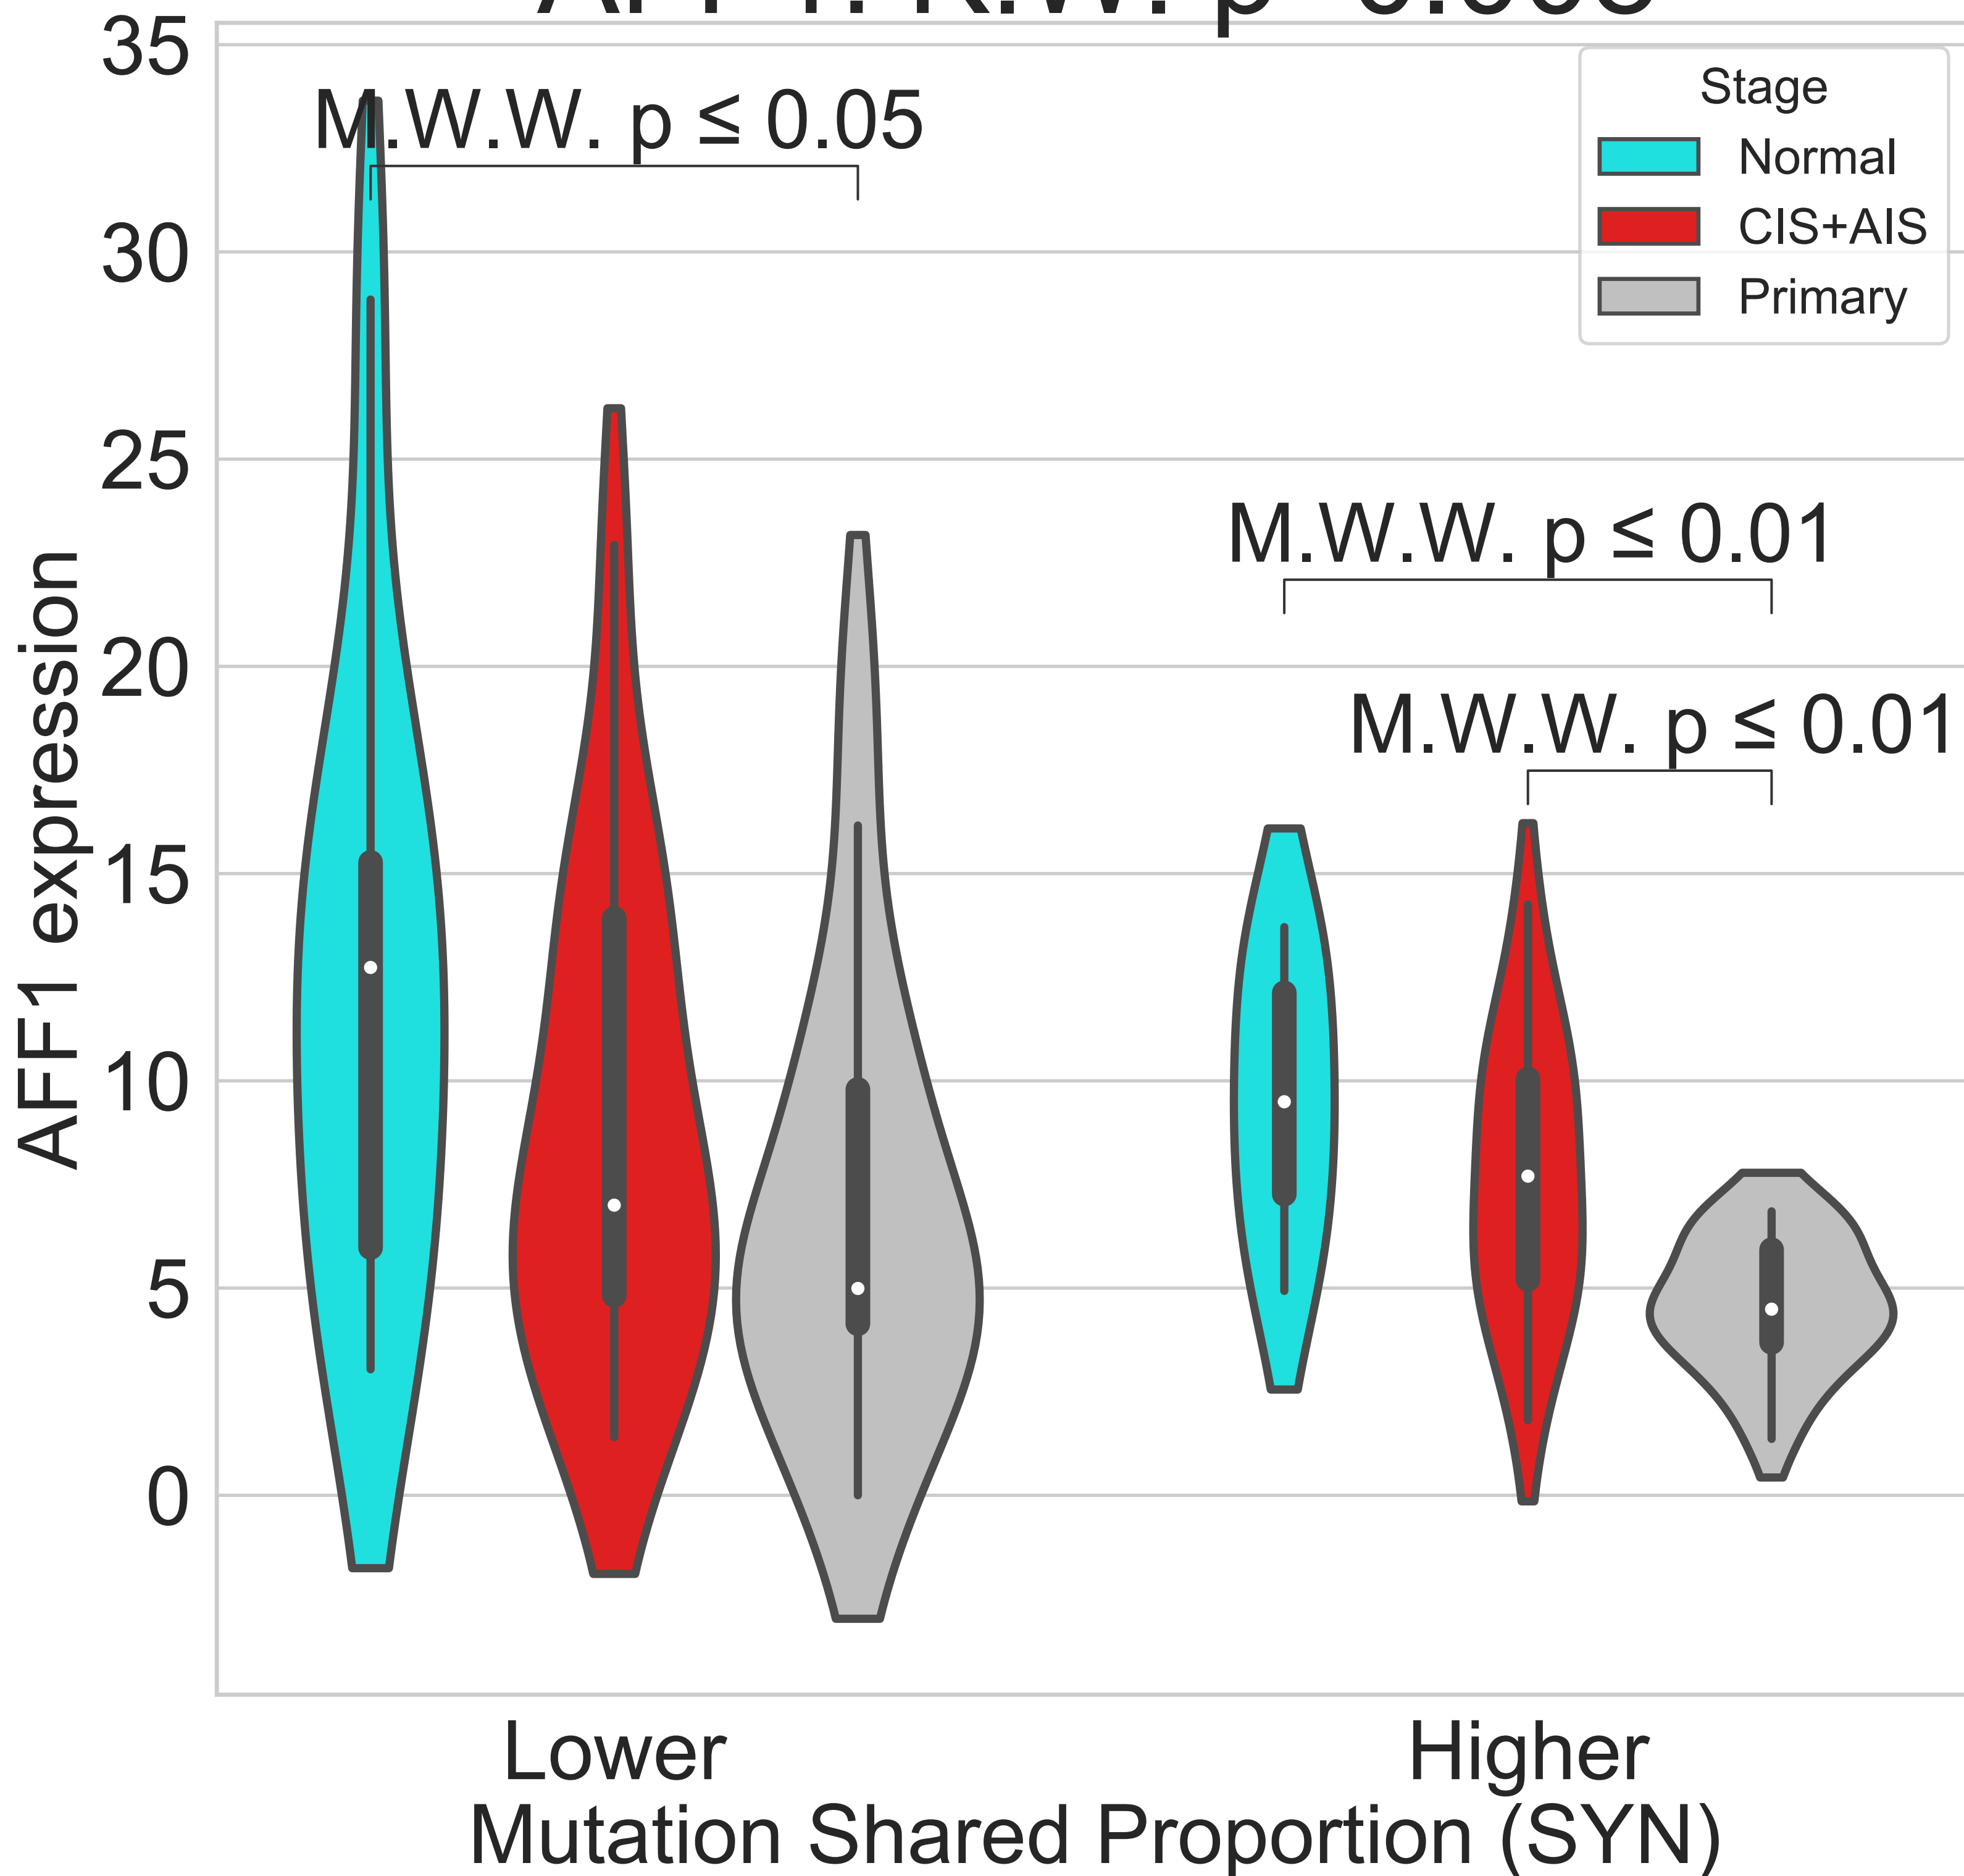 35
M.W.W. p ≤ 0.05
Stage
Normal
CIS+AIS
Primary
30
25
M.W.W. p ≤ 0.01
20
M.W.W. p ≤ 0.01
15
10
5
0
AFF1 expression
Lower
Higher
Mutation Shared Proportion (SYN)